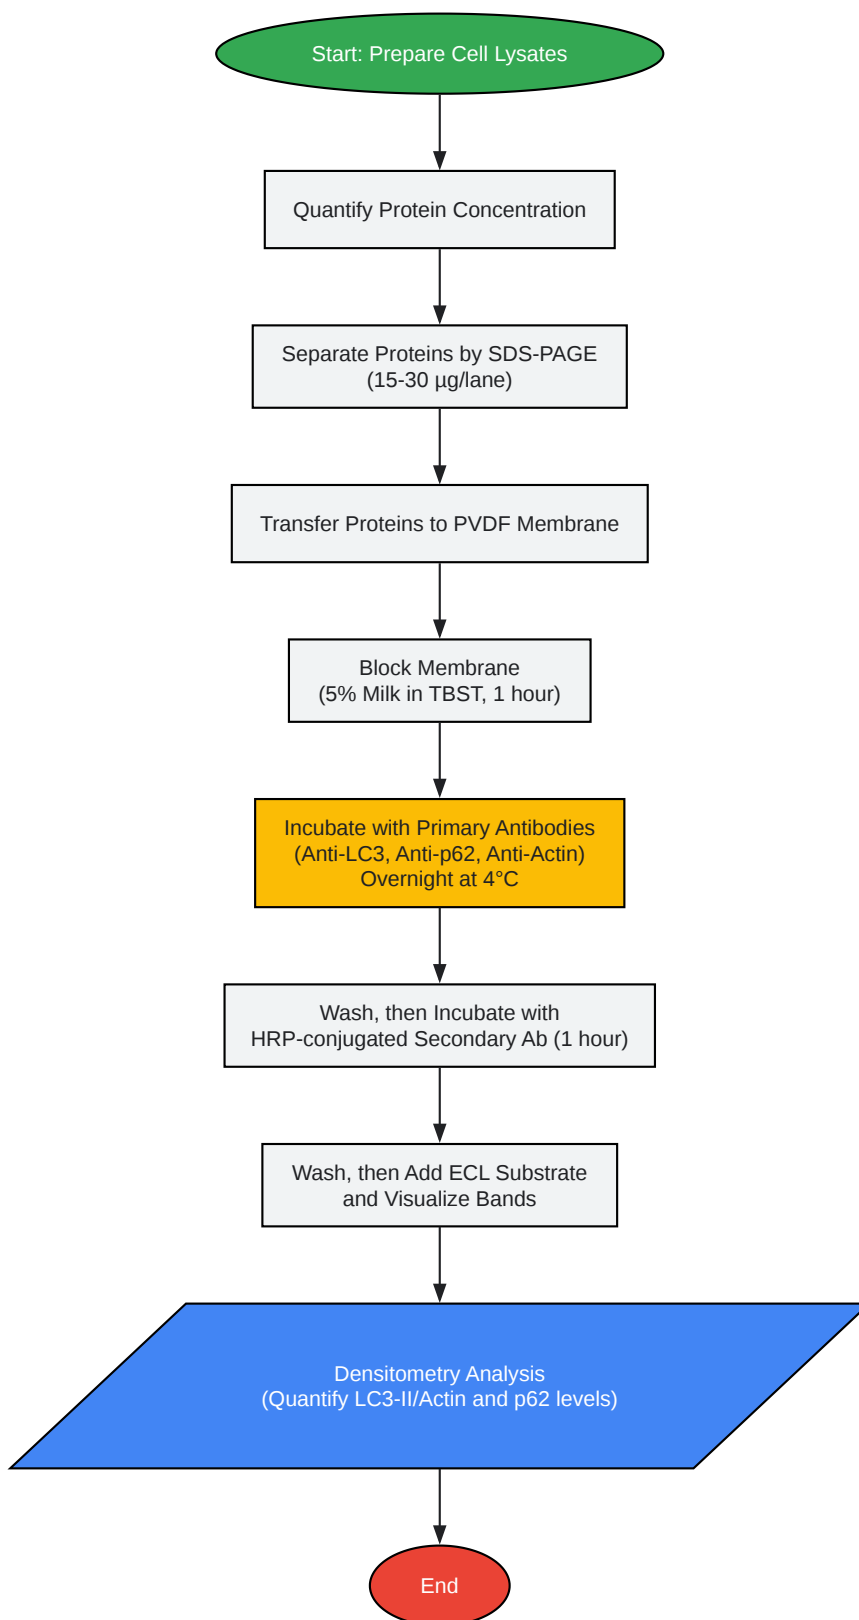 Start: Prepare Cell Lysates
Quantify Protein Concentration
Separate Proteins by SDS-PAGE
(15-30 µg/lane)
Transfer Proteins to PVDF Membrane
Block Membrane
(5% Milk in TBST, 1 hour)
Incubate with Primary Antibodies
(Anti-LC3, Anti-p62, Anti-Actin)
Overnight at 4°C
Wash, then Incubate with
HRP-conjugated Secondary Ab (1 hour)
Wash, then Add ECL Substrate
and Visualize Bands
Densitometry Analysis
(Quantify LC3-II/Actin and p62 levels)
End